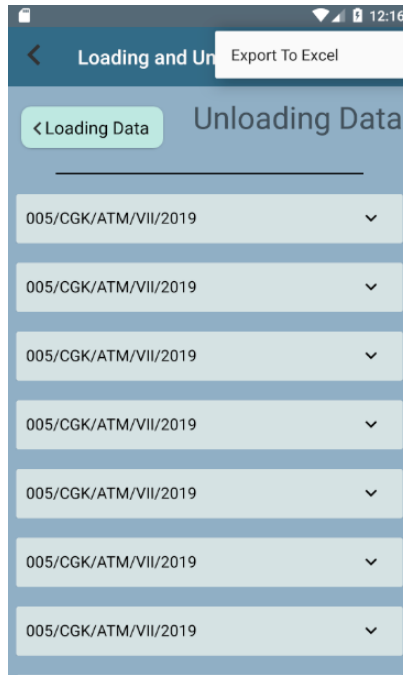 12:16
Loading and Un
Export To Excel
Loading Data
Unloading Data
005/CGK/ATM/VII/2019
005/CGK/ATM/VII/2019
005/CGK/ATM/VII/2019
005/CGK/ATM/VII/2019
005/CGK/ATM/VII/2019
005/CGK/ATM/VII/2019
005/CGK/ATM/VII/2019